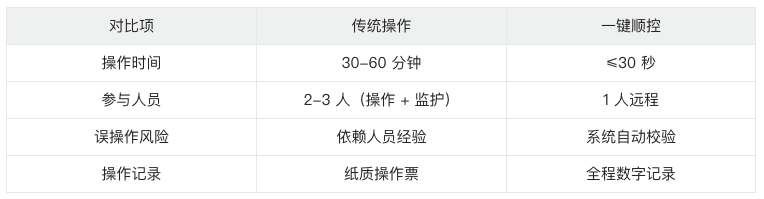 对比项 传统操作 一键顺控
操作时间 30–60 分钟 ≤30 秒
参与人员 2–3 人（操作 + 监护） 1 人远程
误操作风险 依赖人员经验 系统自动校验
操作记录 纸质操作票 全程数字记录